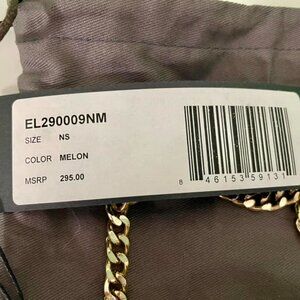 EL290009NM
SIZE NS
COLOR MELON
MSRP 295.00
8 46153 59131